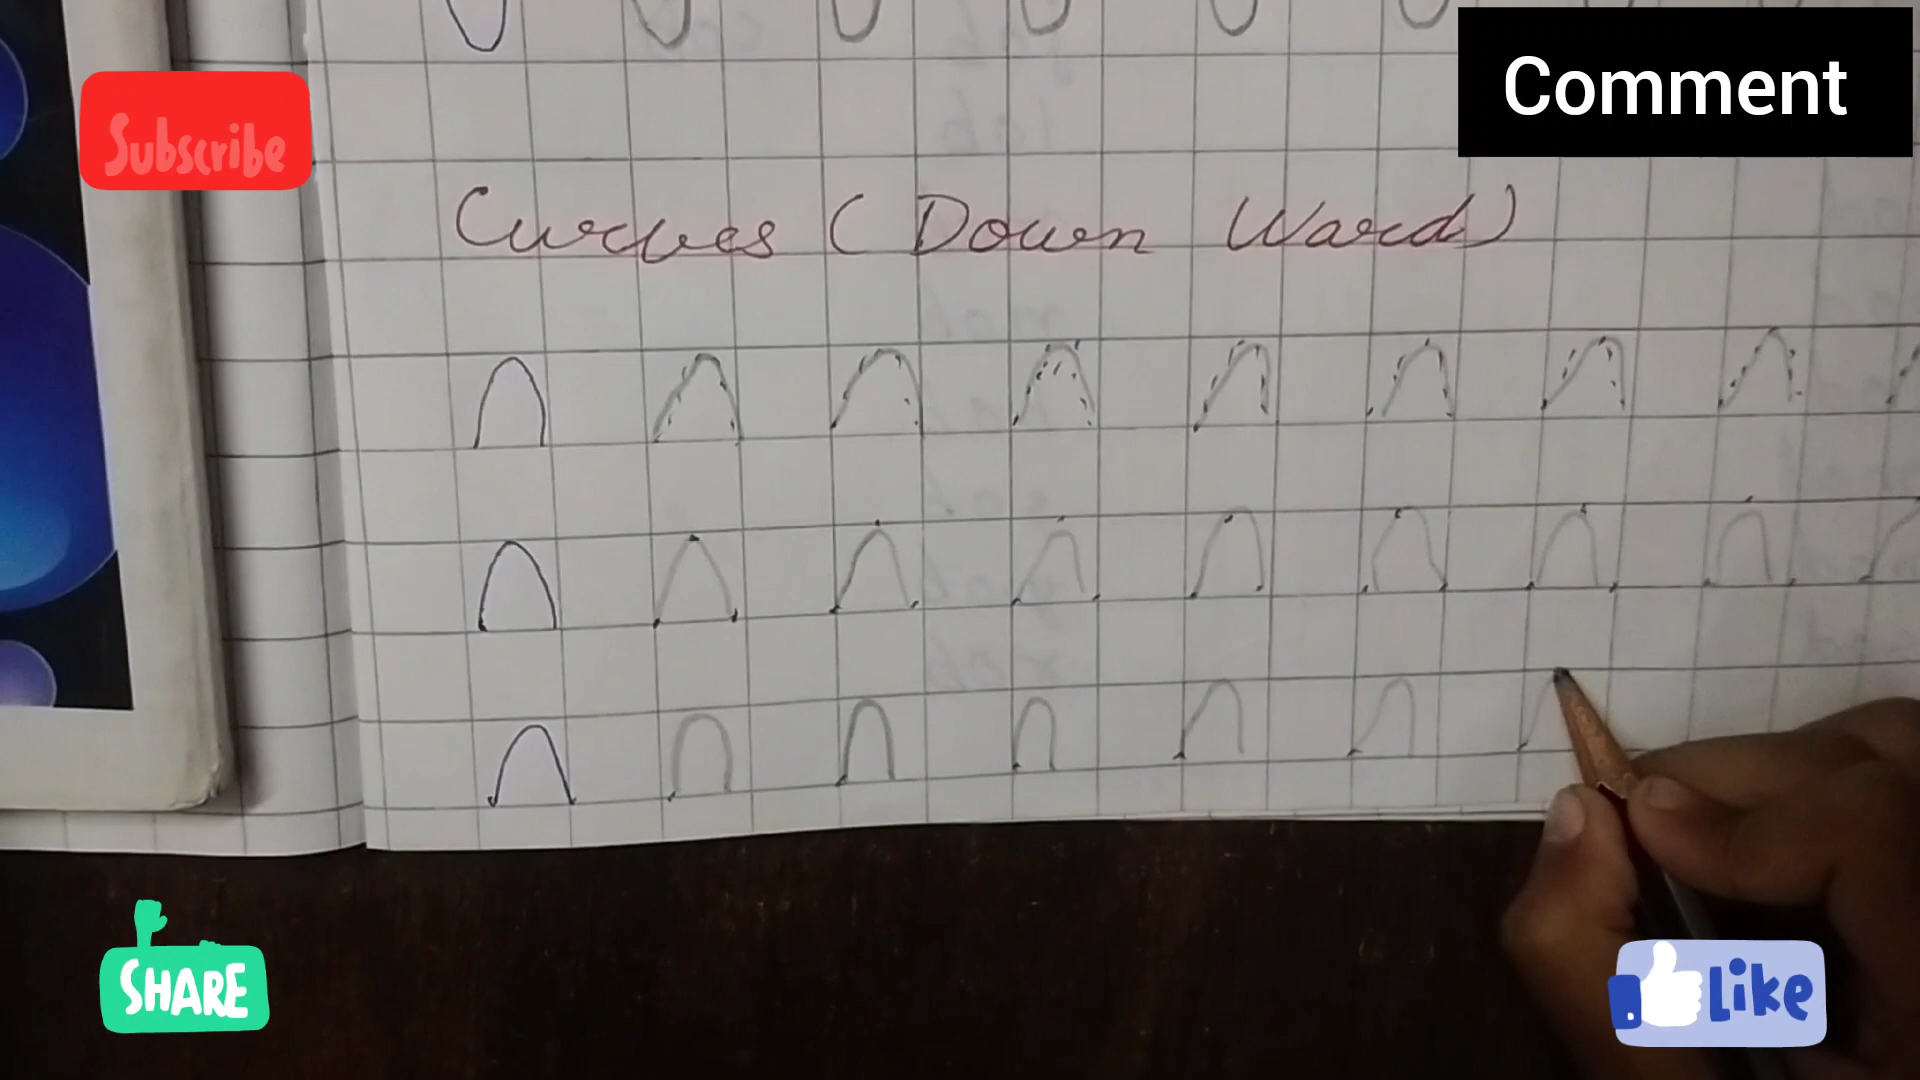 Comment
Subscribe
Curves (Down Ward)
SHARE
Like